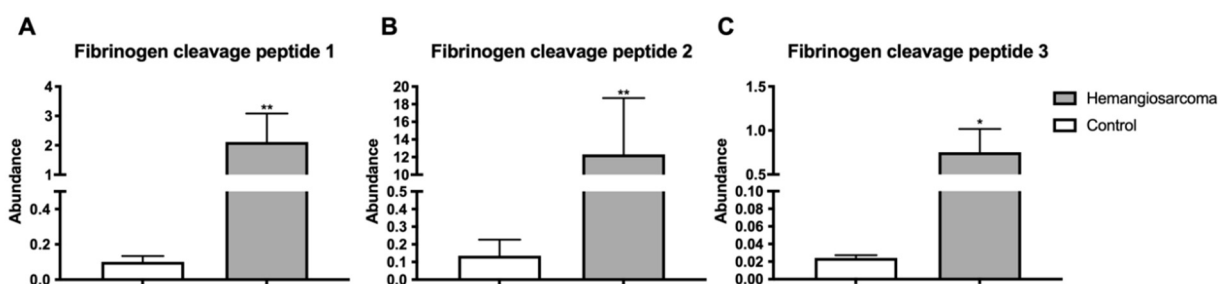 A
Fibrinogen cleavage peptide 1
Abundance
4
3
2
1
0.4
0.2
0.0
**
B
Fibrinogen cleavage peptide 2
Abundance
20
18
16
14
12
10
0.5
0.4
0.3
0.2
0.1
0.0
**
C
Fibrinogen cleavage peptide 3
Abundance
1.5
1.0
0.5
0.10
0.08
0.06
0.04
0.02
0.00
*
Hemangiosarcoma
Control